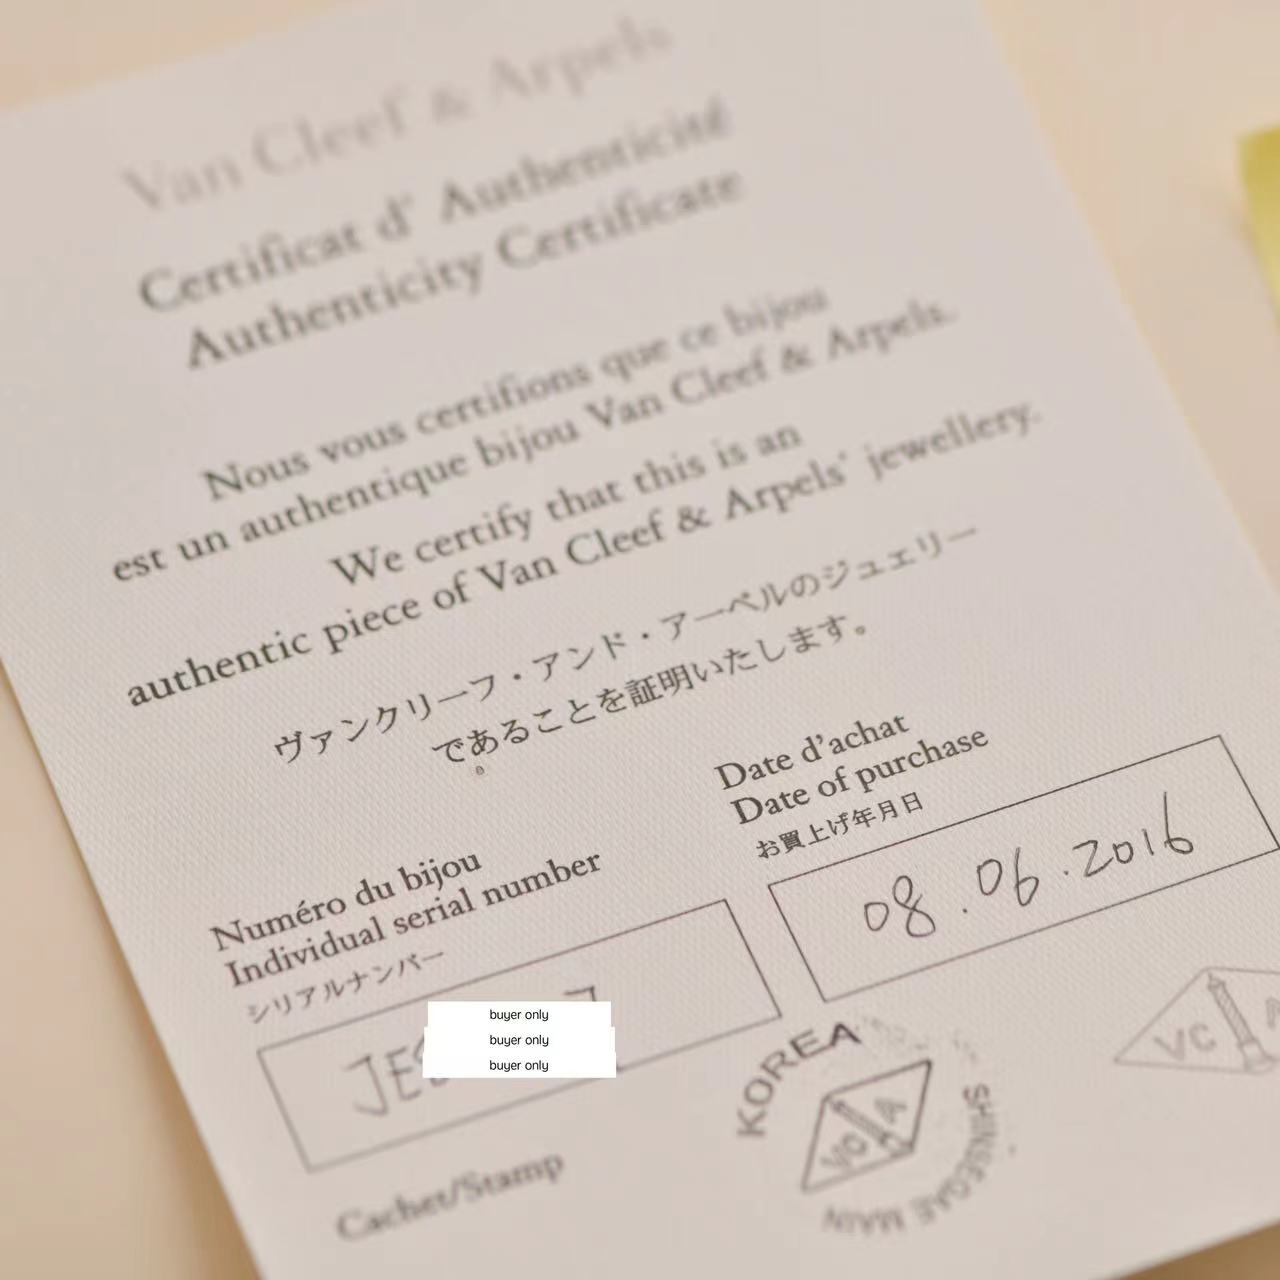 Van Cleef & Arpels
Certificat d' Authenticité
Authenticity Certificate
Nous vous certifions que ce bijou
est un authentique bijou Van Cleef & Arpels.
We certify that this is an
authentic piece of Van Cleef & Arpels' jewellery.
ヴァンクリーフ・アンド・アーペルのジュエリー
であることを証明いたします。
Date d'achat
Date of purchase
お買上げ年月日
08.06.2016
Numéro du bijou
Individual serial number
シリアルナンバー
JE
buyer only
buyer only
buyer only
Cachet/Stamp
KOREA
VC A
SHINSEGAE MAIN
VC A